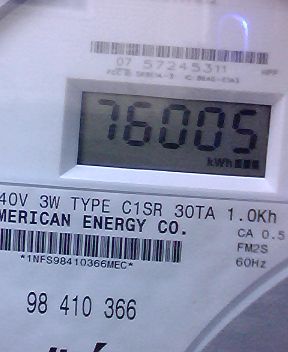 07 57245311
76005
kWh
40V 3W TYPE C1SR 30TA 1.0Kh
MERICAN ENERGY CO.
CA 0.5
FM2S
*1NFS98410366MEC*
60Hz
98 410 366